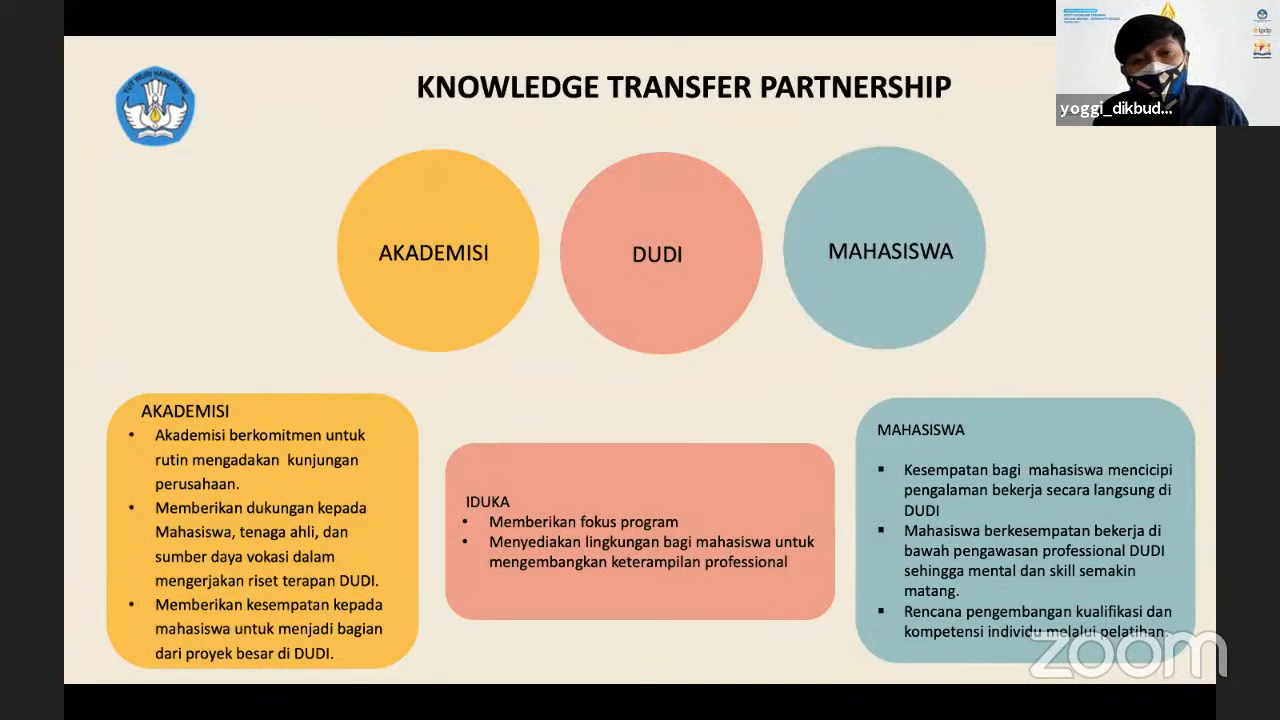 KNOWLEDGE TRANSFER PARTNERSHIP
TUT WURI HANDAYANI
lpdp
yoggi_dikbud...
AKADEMISI
DUDI
MAHASISWA
AKADEMISI
• Akademisi berkomitmen untuk
rutin mengadakan kunjungan
perusahaan.
• Memberikan dukungan kepada
Mahasiswa, tenaga ahli, dan
sumber daya vokasi dalam
mengerjakan riset terapan DUDI.
• Memberikan kesempatan kepada
mahasiswa untuk menjadi bagian
dari proyek besar di DUDI.
IDUKA
• Memberikan fokus program
• Menyediakan lingkungan bagi mahasiswa untuk
mengembangkan keterampilan professional
MAHASISWA
▪ Kesempatan bagi mahasiswa mencicipi
pengalaman bekerja secara langsung di
DUDI
▪ Mahasiswa berkesempatan bekerja di
bawah pengawasan professional DUDI
sehingga mental dan skill semakin
matang.
▪ Rencana pengembangan kualifikasi dan
kompetensi individu melalui pelatihan.
zoom